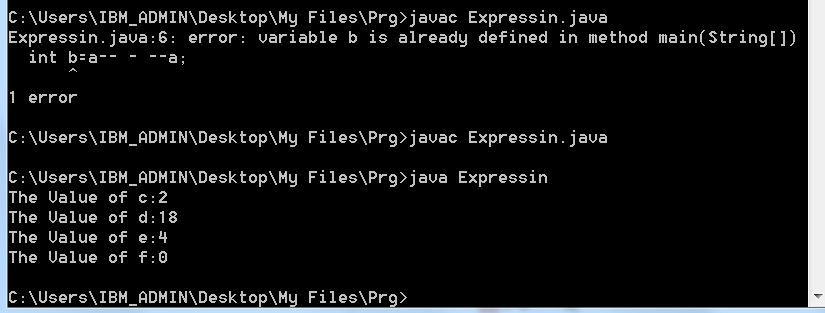 C:\Users\IBM_ADMIN\Desktop\My Files\Prg>javac Expressin.java
Expressin.java:6: error: variable b is already defined in method main(String[])
int b=a-- - --a;
^
1 error
C:\Users\IBM_ADMIN\Desktop\My Files\Prg>javac Expressin.java
C:\Users\IBM_ADMIN\Desktop\My Files\Prg>java Expressin
The Value of c:2
The Value of d:18
The Value of e:4
The Value of f:0
C:\Users\IBM_ADMIN\Desktop\My Files\Prg>